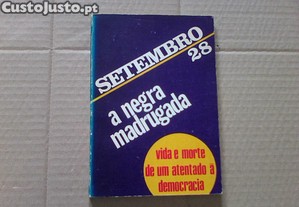 CustoJusto.pt
SETEMBRO
28
a negra
madrugada
vida e morte
de um atentado à
democracia